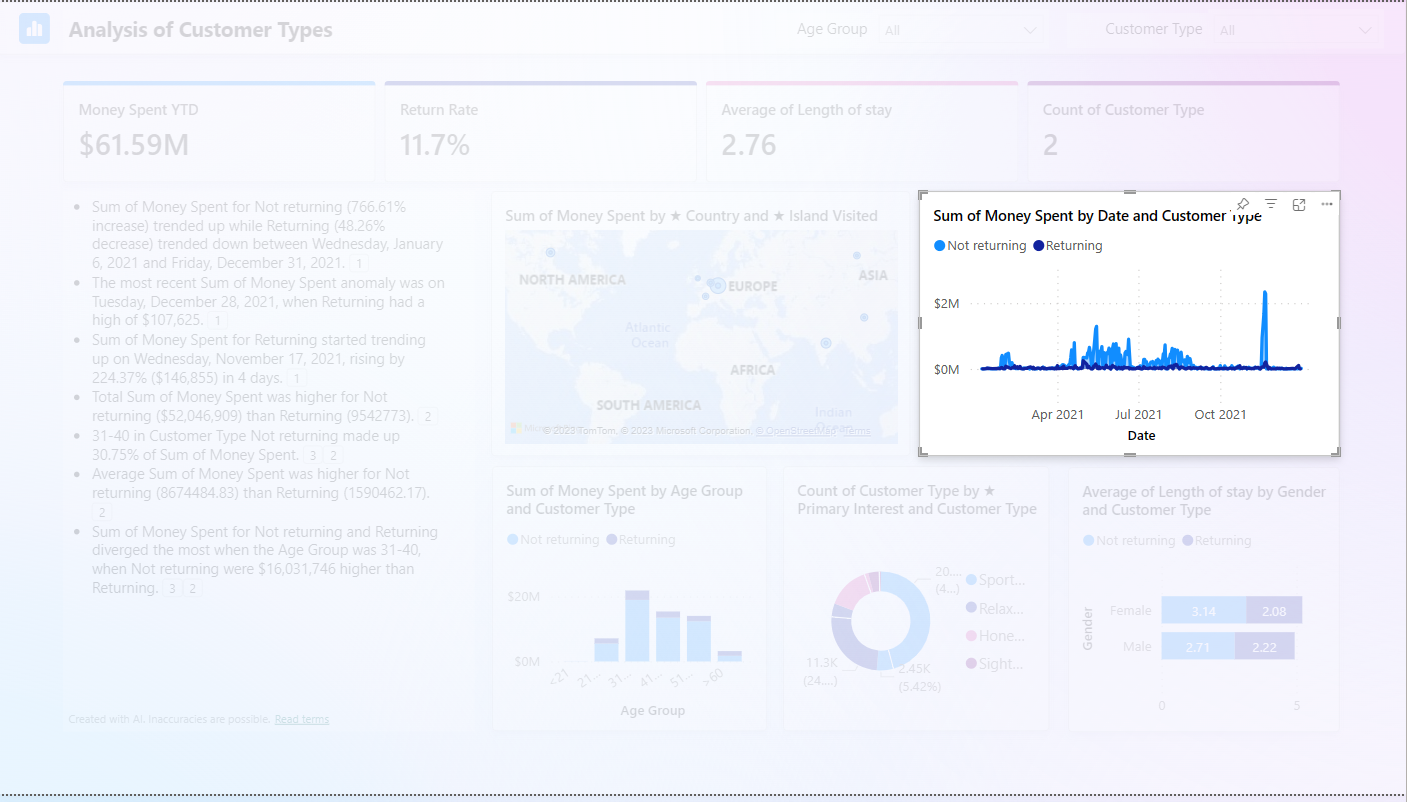 Analysis of Customer Types
Age Group All
Customer Type All
Money Spent YTD
$61.59M
Return Rate
11.7%
Average of Length of stay
2.76
Count of Customer Type
2
Sum of Money Spent for Not returning (766.61%
increase) trended up while Returning (48.26%
decrease) trended down between Wednesday, January
6, 2021 and Friday, December 31, 2021. 1
The most recent Sum of Money Spent anomaly was on
Tuesday, December 28, 2021, when Returning had a
high of $107,625. 1
Sum of Money Spent for Returning started trending
up on Wednesday, November 17, 2021, rising by
224.37% ($146,855) in 4 days. 1
Total Sum of Money Spent was higher for Not
returning ($52,046,909) than Returning (9542773). 2
31-40 in Customer Type Not returning made up
30.75% of Sum of Money Spent. 3 2
Average Sum of Money Spent was higher for Not
returning (8674484.83) than Returning (1590462.17).
2
Sum of Money Spent for Not returning and Returning
diverged the most when the Age Group was 31-40,
when Not returning were $16,031,746 higher than
Returning. 3 2
Created with AI. Inaccuracies are possible. Read terms
Sum of Money Spent by ★ Country and ★ Island Visited
NORTH AMERICA
EUROPE
ASIA
Atlantic
Ocean
AFRICA
SOUTH AMERICA
Indian
© 2023 TomTom, © 2023 Microsoft Corporation, © OpenStreetMap Terms
Sum of Money Spent by Date and Customer Type
Not returning Returning
$2M
$0M
Apr 2021 Jul 2021 Oct 2021
Date
Sum of Money Spent by Age Group
and Customer Type
Not returning Returning
$20M
$0M
<21 21… 31… 41… 51… >60
Age Group
Count of Customer Type by ★
Primary Interest and Customer Type
20.…
(4…)
11.3K
(24.…)
2.45K
(5.42%)
Sport…
Relax…
Hone…
Sight…
Average of Length of stay by Gender
and Customer Type
Not returning Returning
Gender
Female 3.14 2.08
Male 2.71 2.22
0 5